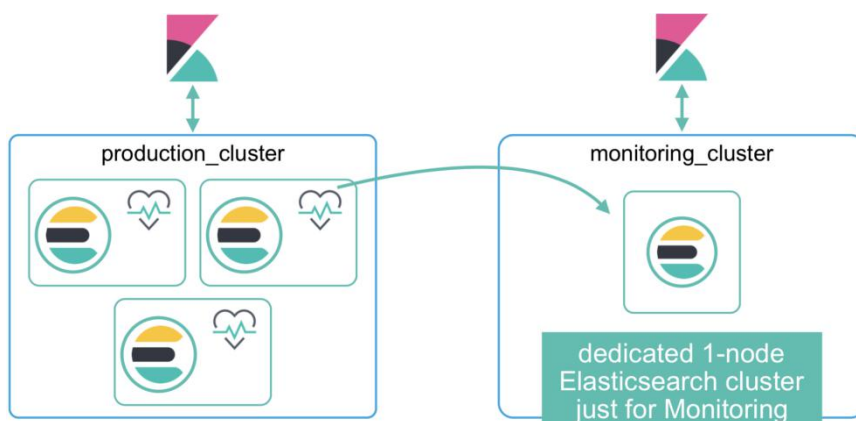 production_cluster
monitoring_cluster
dedicated 1-node
Elasticsearch cluster
just for Monitoring